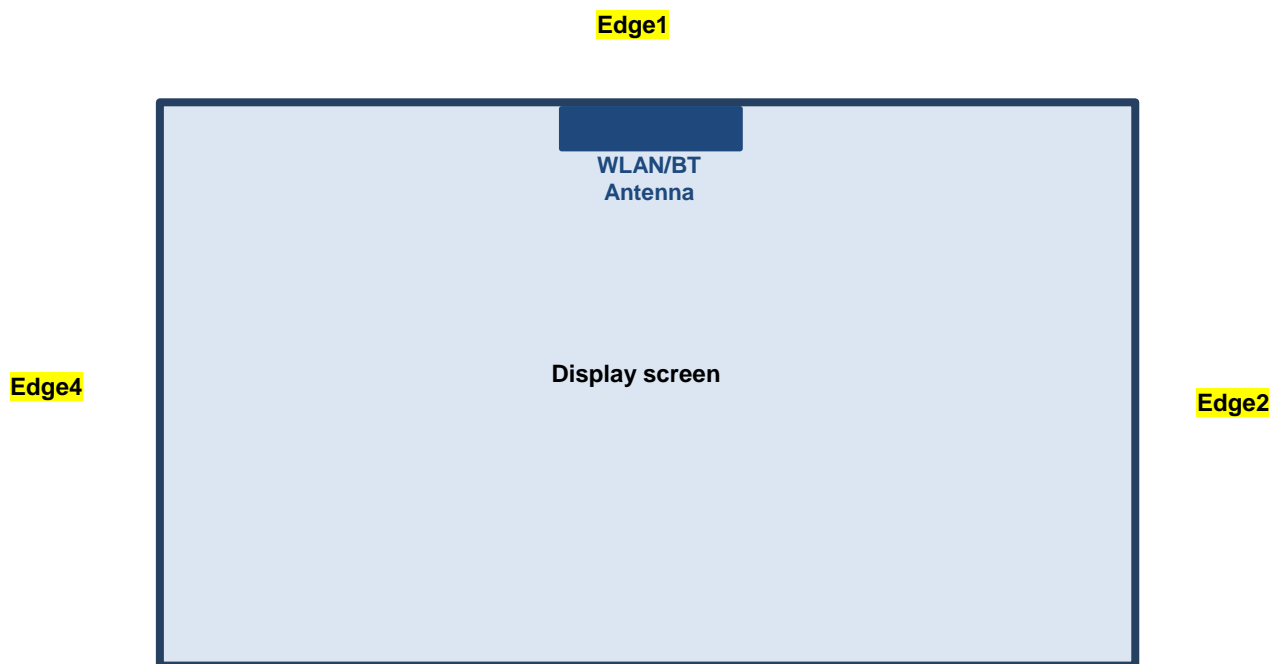 Edge1
WLAN/BT
Antenna
Display screen
Edge4
Edge2